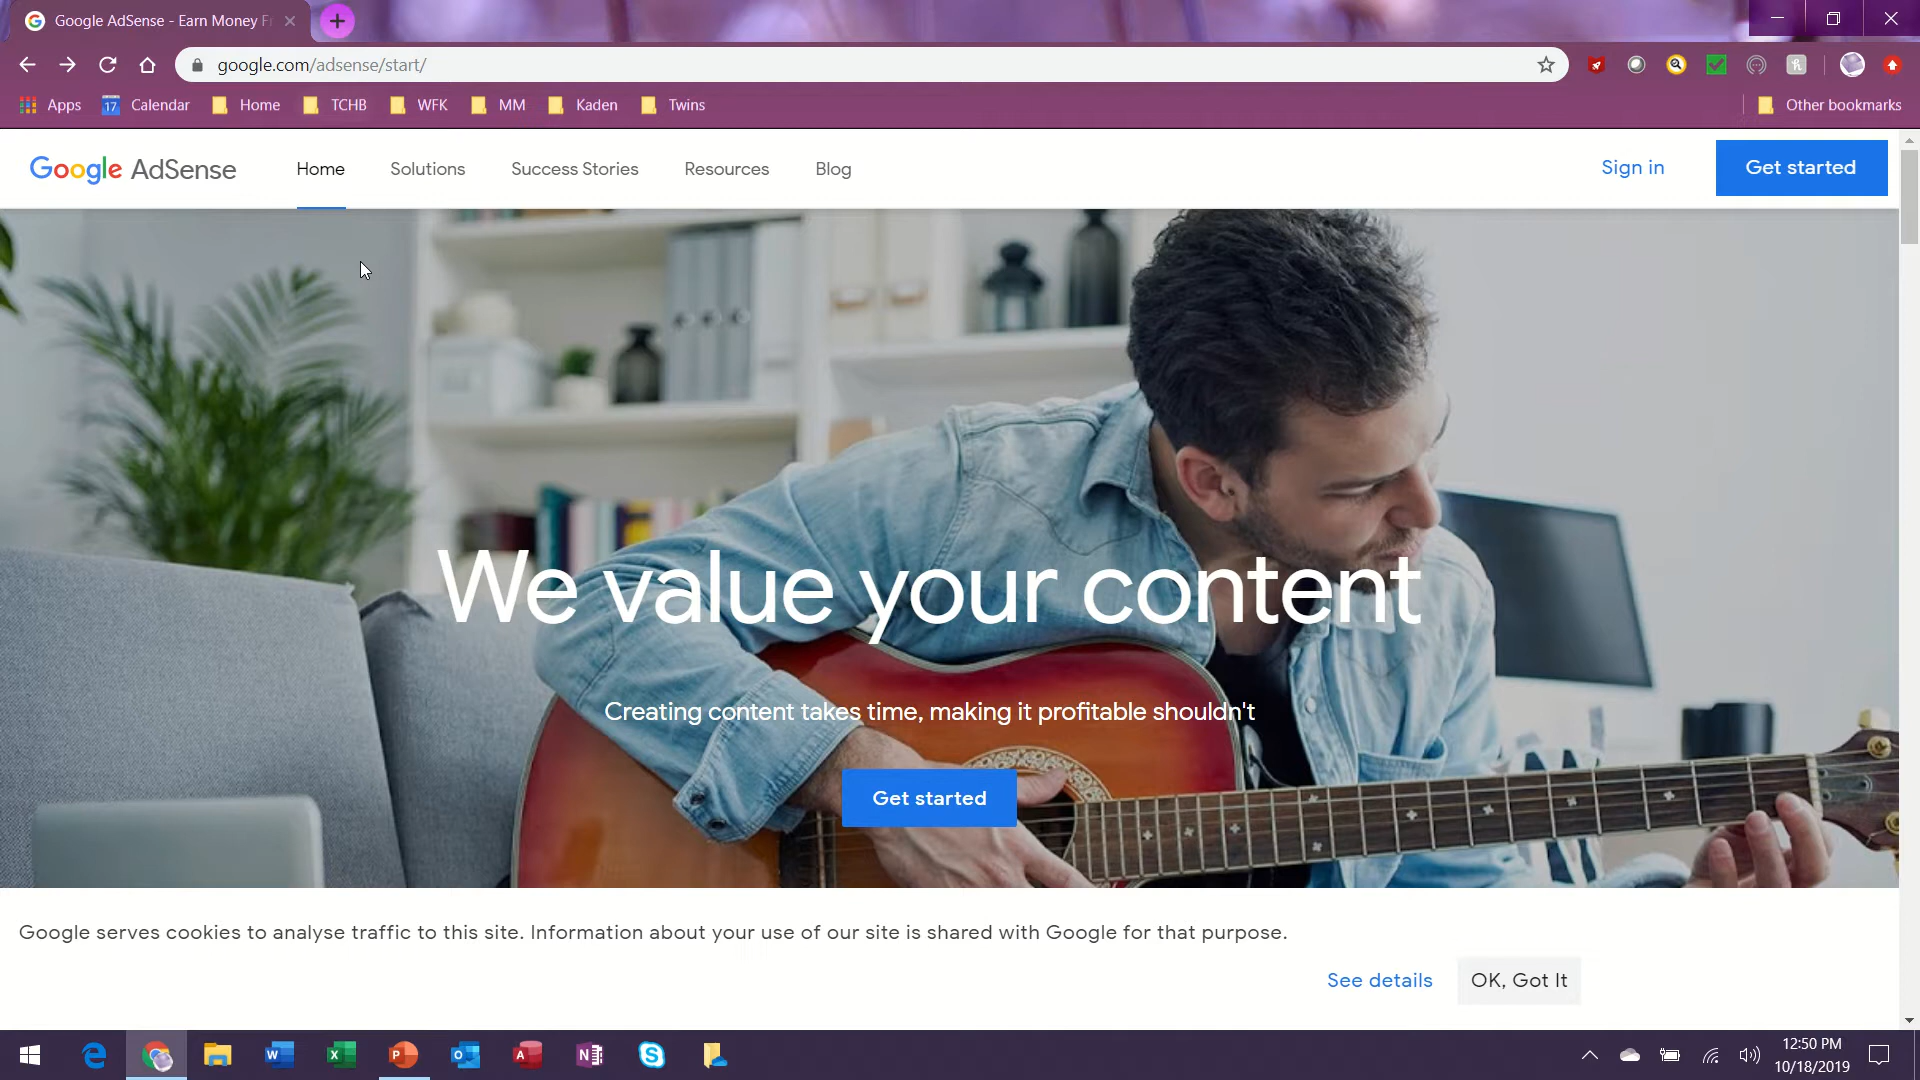 Google AdSense - Earn Money F
google.com/adsense/start/
Apps
17
Calendar
Home
TCHB
WFK
MM
Kaden
Twins
Other bookmarks
Google AdSense
Home
Solutions
Success Stories
Resources
Blog
Sign in
Get started
We value your content
Creating content takes time, making it profitable shouldn't
Get started
Google serves cookies to analyse traffic to this site. Information about your use of our site is shared with Google for that purpose.
See details
OK, Got It
12:50 PM
10/18/2019